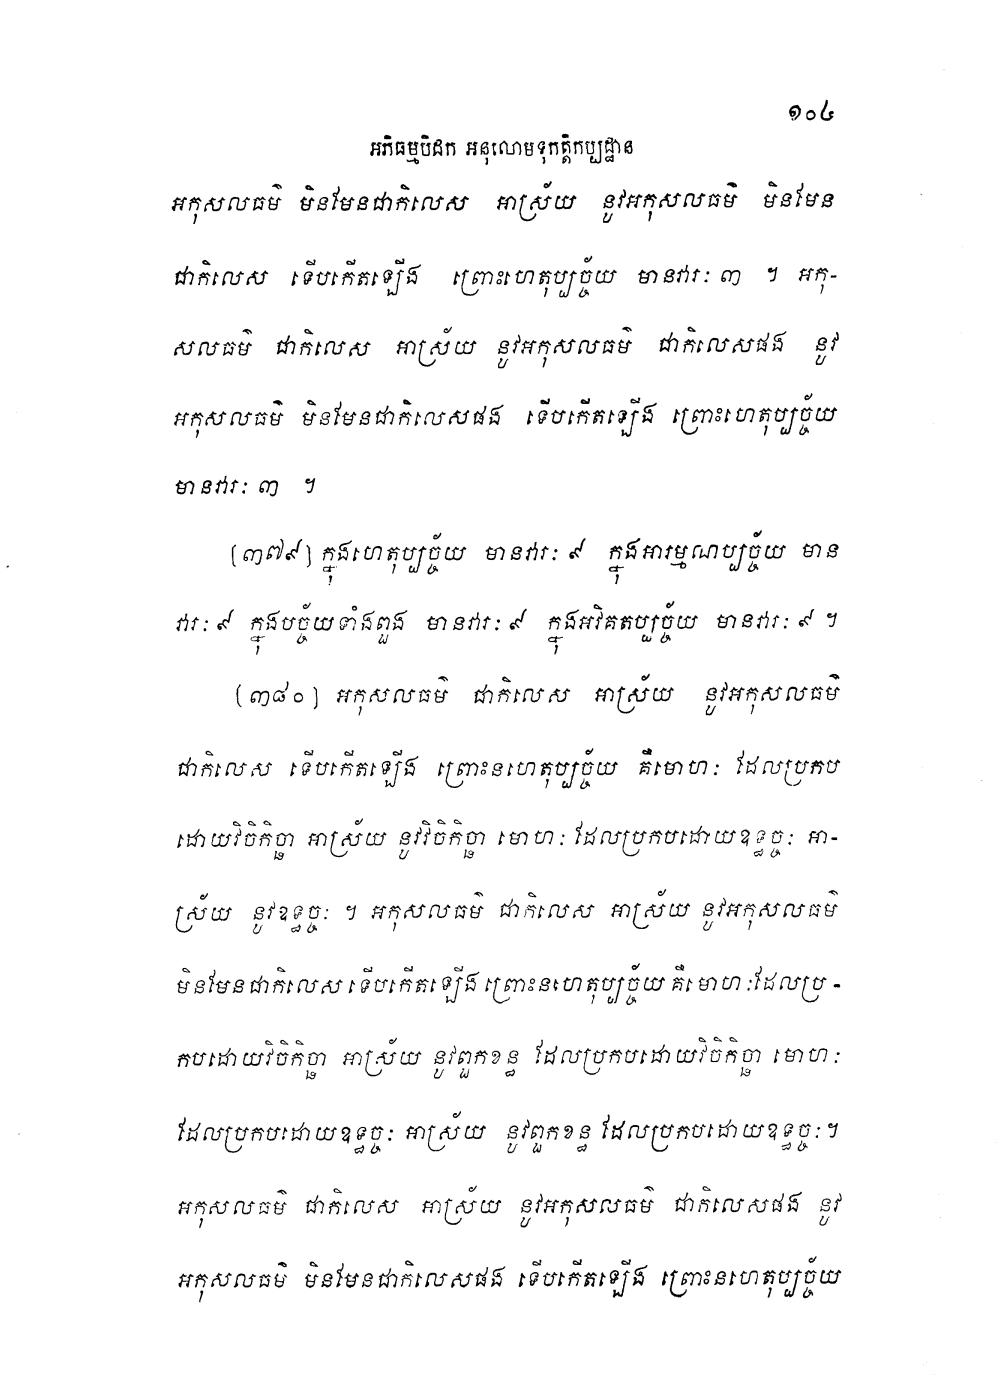 ១០៤
អភិធម្មបិដក អនុលោមទុកត្តិកប្បដ្ឋាន
អកុសលធម៌ មិនមែនជាកិលេស អាស្រ័យ នូវអកុសលធម៌ មិនមែន
ជាកិលេស ទើបកើតឡើង ព្រោះហេតុប្បច្ច័យ មានវារៈ ៣ ។ អកុ-
សលធម៌ ជាកិលេស អាស្រ័យ នូវអកុសលធម៌ ជាកិលេសផង នូវ
អកុសលធម៌ មិនមែនជាកិលេសផង ទើបកើតឡើង ព្រោះហេតុប្បច្ច័យ
មានវារៈ ៣ ។
(៣៧៩) ក្នុងហេតុប្បច្ច័យ មានវារៈ ៩ ក្នុងអារម្មណប្បច្ច័យ មាន
វារៈ ៩ ក្នុងបច្ច័យទាំងពួង មានវារៈ ៩ ក្នុងអវិគតប្បច្ច័យ មានវារៈ ៩ ។
(៣៨០) អកុសលធម៌ ជាកិលេស អាស្រ័យ នូវអកុសលធម៌
ជាកិលេស ទើបកើតឡើង ព្រោះនហេតុប្បច្ច័យ គឺមោហៈ ដែលប្រកប
ដោយវិចិកិច្ឆា អាស្រ័យ នូវវិចិកិច្ឆា មោហៈ ដែលប្រកបដោយឧទ្ធច្ចៈ អា-
ស្រ័យ នូវឧទ្ធច្ចៈ ។ អកុសលធម៌ ជាកិលេស អាស្រ័យ នូវអកុសលធម៌
មិនមែនជាកិលេស ទើបកើតឡើង ព្រោះនហេតុប្បច្ច័យ គឺមោហៈដែលប្រ-
កបដោយវិចិកិច្ឆា អាស្រ័យ នូវពួកខន្ធ ដែលប្រកបដោយវិចិកិច្ឆា មោហៈ
ដែលប្រកបដោយឧទ្ធច្ចៈ អាស្រ័យ នូវពួកខន្ធ ដែលប្រកបដោយឧទ្ធច្ចៈ។
អកុសលធម៌ ជាកិលេស អាស្រ័យ នូវអកុសលធម៌ ជាកិលេសផង នូវ
អកុសលធម៌ មិនមែនជាកិលេសផង ទើបកើតឡើង ព្រោះនហេតុប្បច្ច័យ